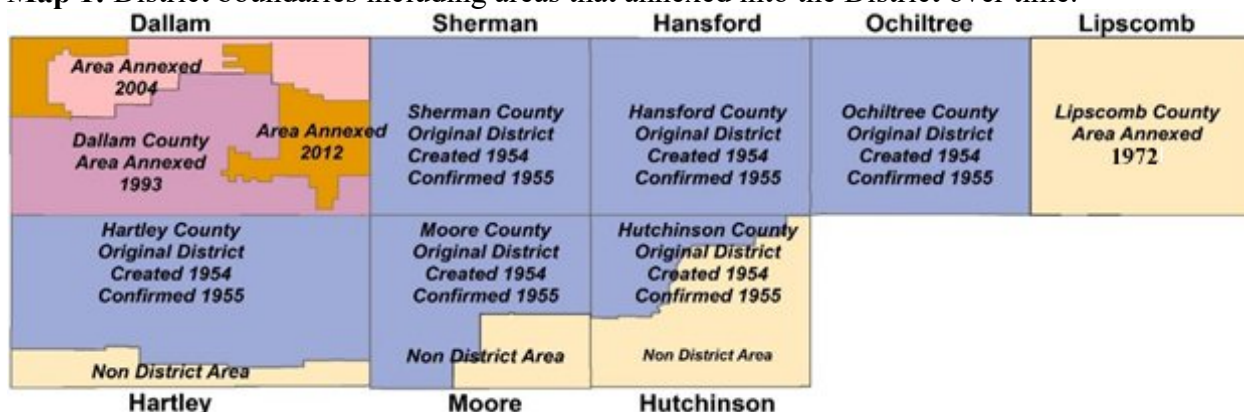 Map 1. District boundaries including areas that annexed into the District over time.
Dallam
Sherman
Hansford
Ochiltree
Lipscomb
Area Annexed
2004
Area Annexed
2012
Dallam County
Area Annexed
1993
Sherman County
Original District
Created 1954
Confirmed 1955
Hansford County
Original District
Created 1954
Confirmed 1955
Ochiltree County
Original District
Created 1954
Confirmed 1955
Lipscomb County
Area Annexed
1972
Hartley County
Original District
Created 1954
Confirmed 1955
Moore County
Original District
Created 1954
Confirmed 1955
Hutchinson County
Original District
Created 1954
Confirmed 1955
Non District Area
Non District Area
Non District Area
Hartley
Moore
Hutchinson